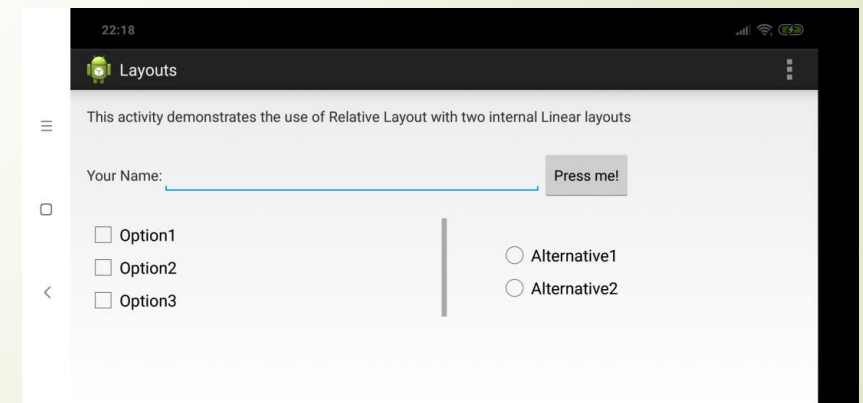 22:18
Layouts
This activity demonstrates the use of Relative Layout with two internal Linear layouts
Your Name: Press me!
Option1
Option2
Option3
Alternative1
Alternative2